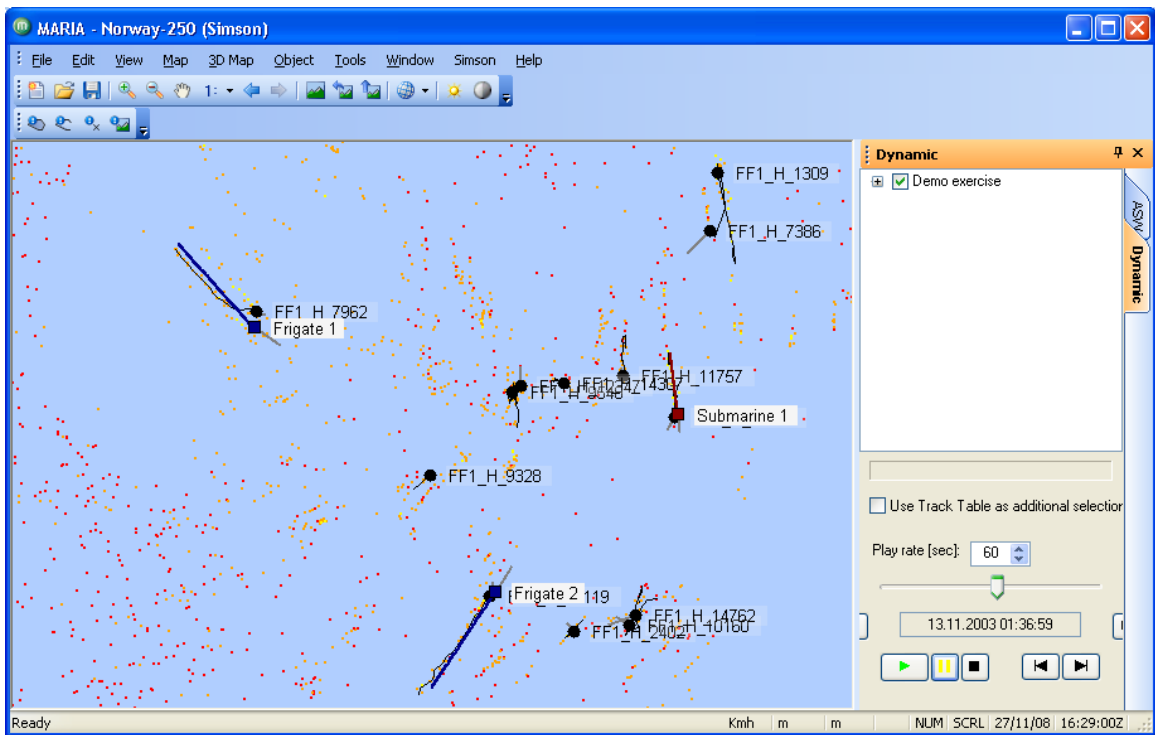 MARIA - Norway-250 (Simson)
File Edit View Map 3D Map Object Tools Window Simson Help
1:
Dynamic
Demo exercise
ASW
Dynamic
FF1_H_1309
FF1_H_7386
FF1_H_7962
Frigate 1
FF1_H_11757
Submarine 1
FF1_H_9328
Frigate 2
119
FF1_H_14762
FF1_H_10160
FF1_H_2402
Use Track Table as additional selection
Play rate [sec]: 60
13.11.2003 01:36:59
Ready Kmh m m NUM SCRL 27/11/08 16:29:00Z